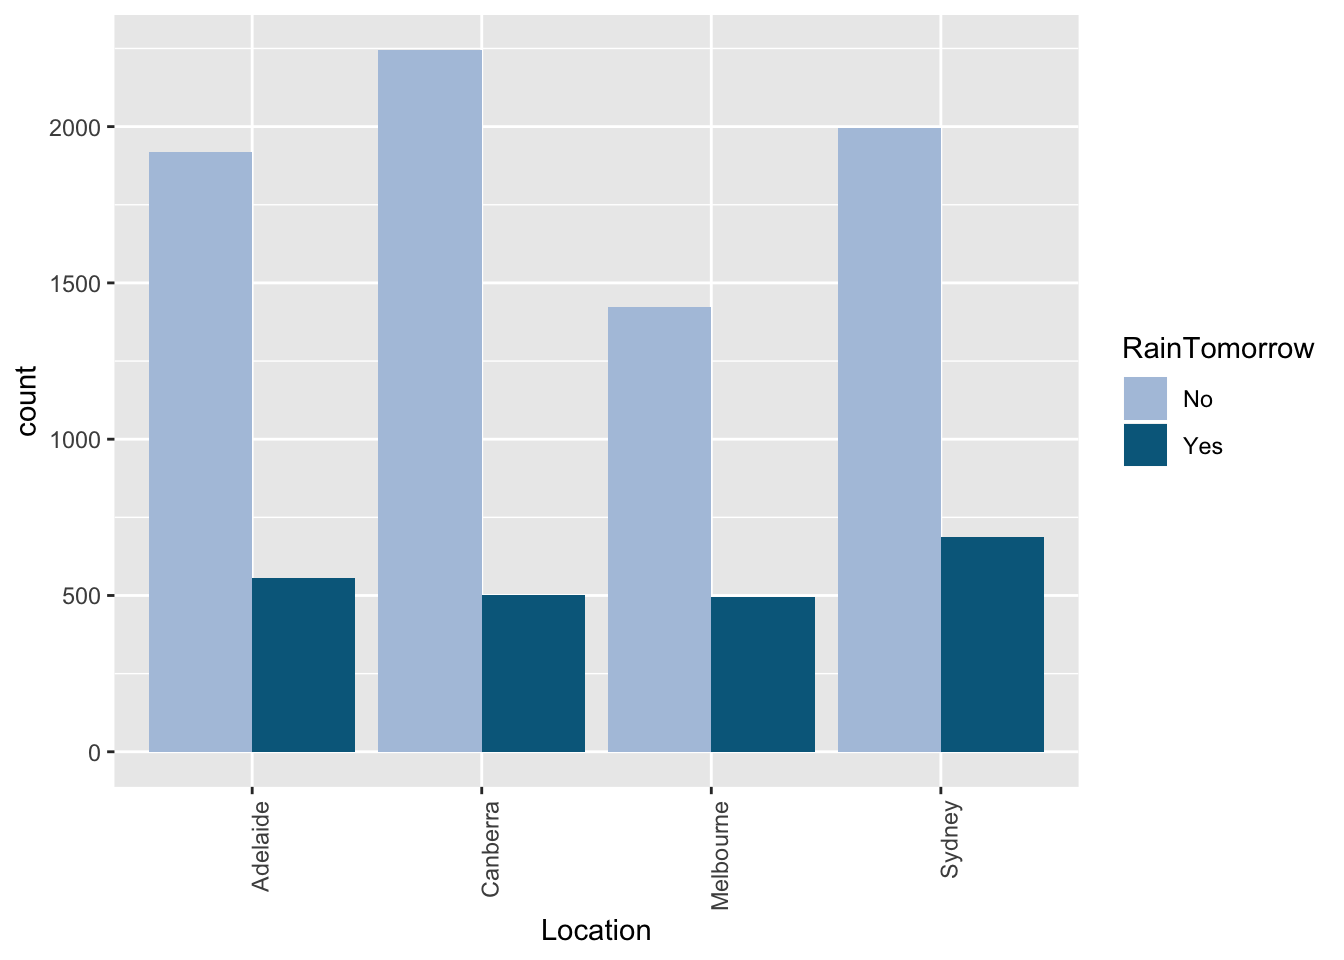 2000
1500
1000
500
0
count
Adelaide
Canberra
Melbourne
Sydney
Location
RainTomorrow
No
Yes